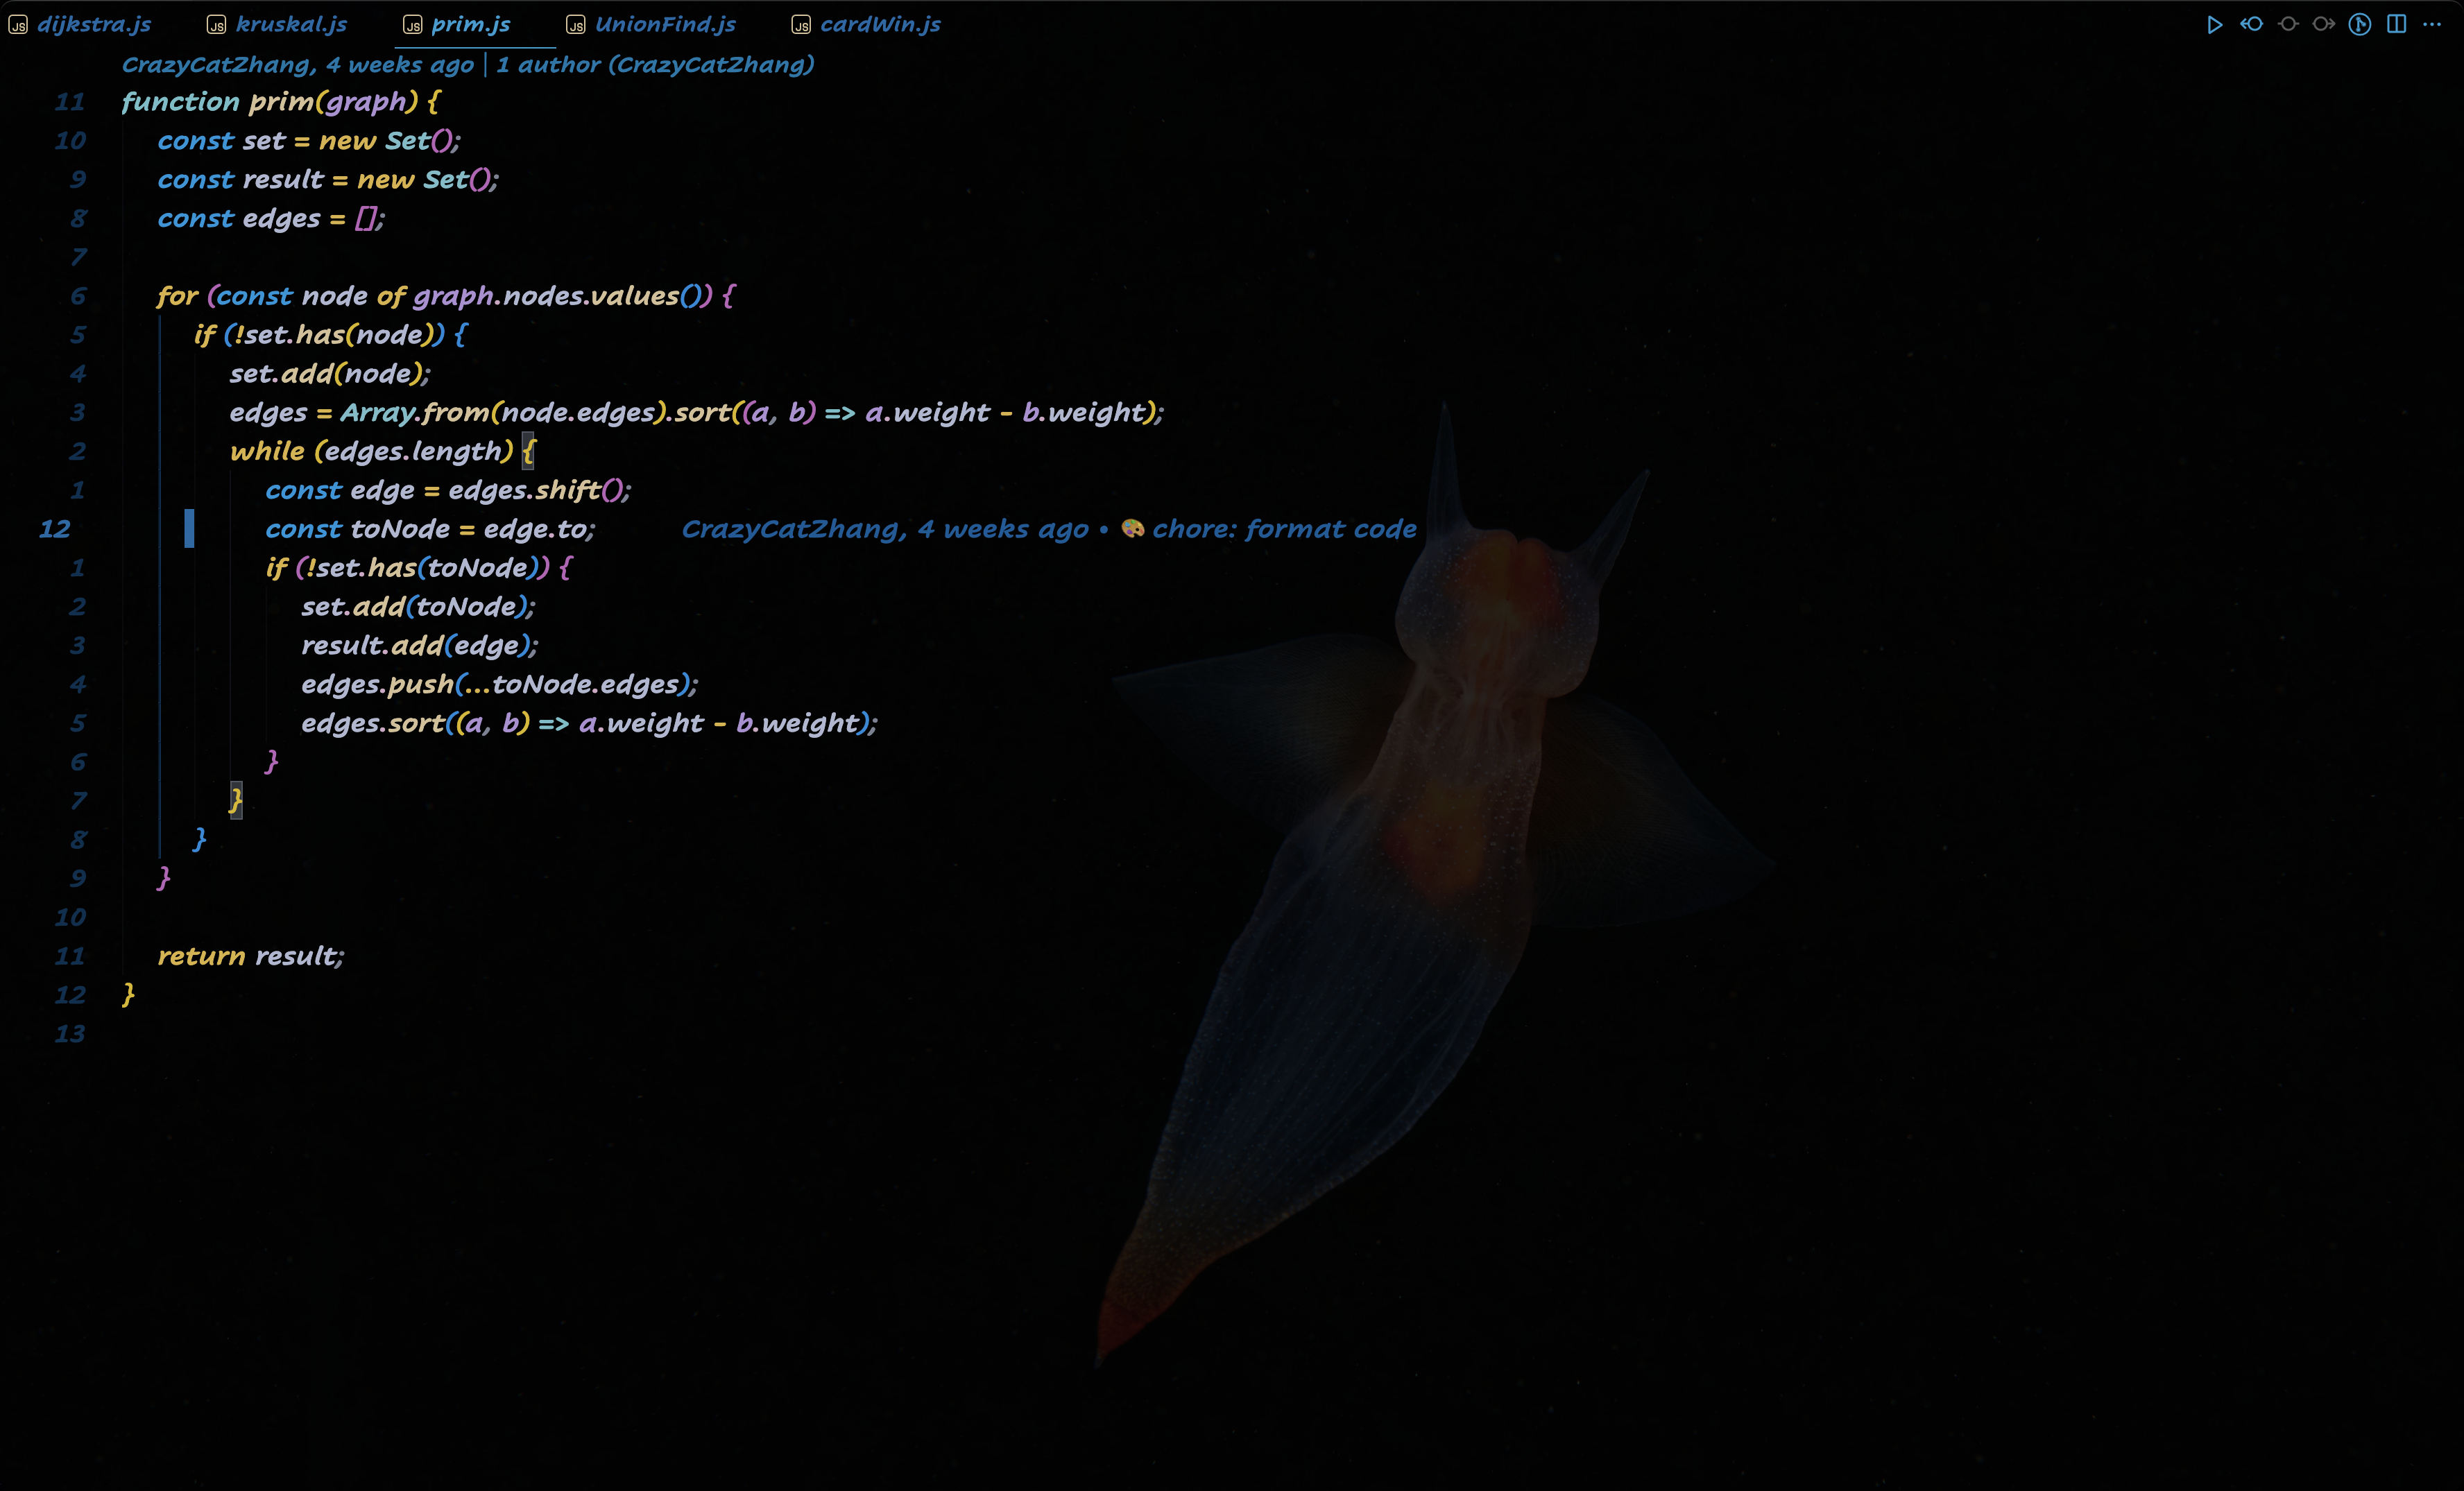 JS dijkstra.js JS kruskal.js JS prim.js JS UnionFind.js JS cardWin.js
CrazyCatZhang, 4 weeks ago | 1 author (CrazyCatZhang)
11 function prim(graph) {
10 const set = new Set();
9 const result = new Set();
8 const edges = [];
7
6 for (const node of graph.nodes.values()) {
5 if (!set.has(node)) {
4 set.add(node);
3 edges = Array.from(node.edges).sort((a, b) => a.weight - b.weight);
2 while (edges.length) {
1 const edge = edges.shift();
12 const toNode = edge.to; CrazyCatZhang, 4 weeks ago • 🎨 chore: format code
1 if (!set.has(toNode)) {
2 set.add(toNode);
3 result.add(edge);
4 edges.push(...toNode.edges);
5 edges.sort((a, b) => a.weight - b.weight);
6 }
7 }
8 }
9 }
10
11 return result;
12 }
13